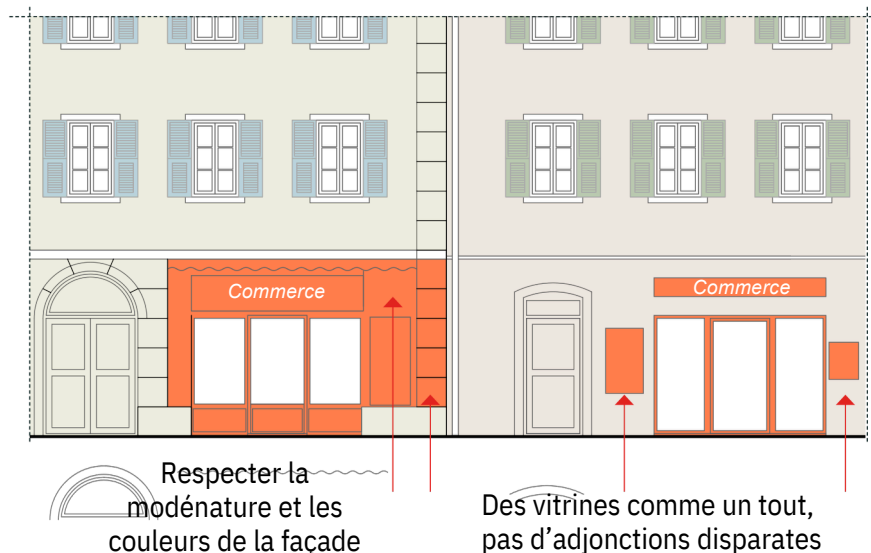 Commerce
Commerce
Respecter la
modénature et les
couleurs de la façade
Des vitrines comme un tout,
pas d’adjonctions disparates